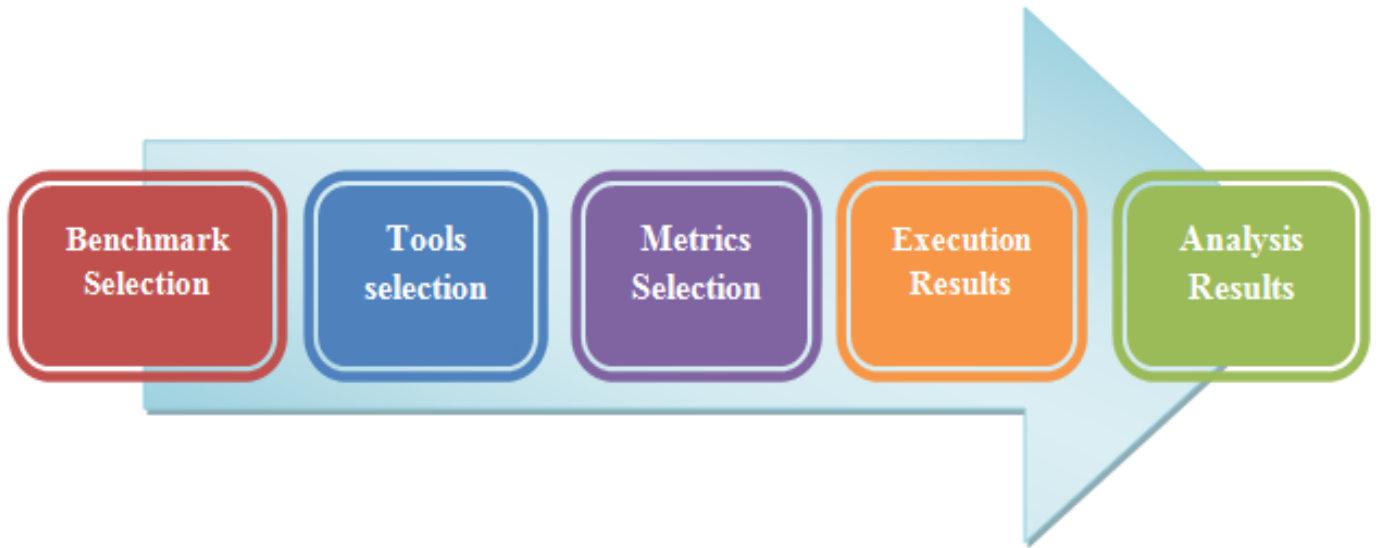 Benchmark
Selection
Tools
selection
Metrics
Selection
Execution
Results
Analysis
Results